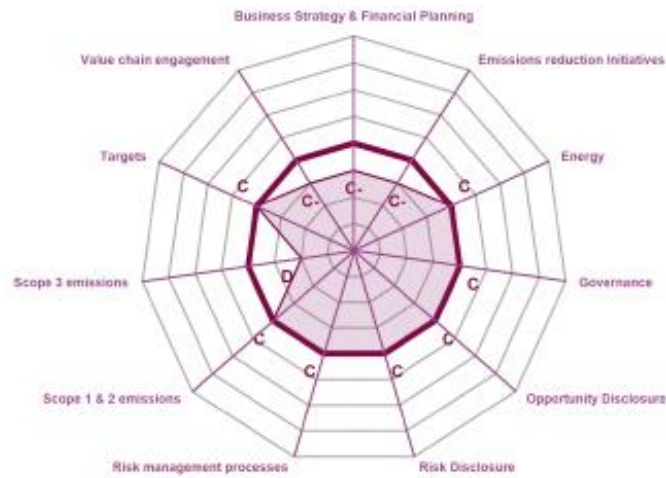 Business Strategy & Financial Planning
Value chain engagement
Emissions reduction Initiatives
Targets
Energy
C
C
C-
C-
C-
Scope 3 emissions
D
C
Governance
C
C
Scope 1 & 2 emissions
C
C
Opportunity Disclosure
Risk management processes
Risk Disclosure